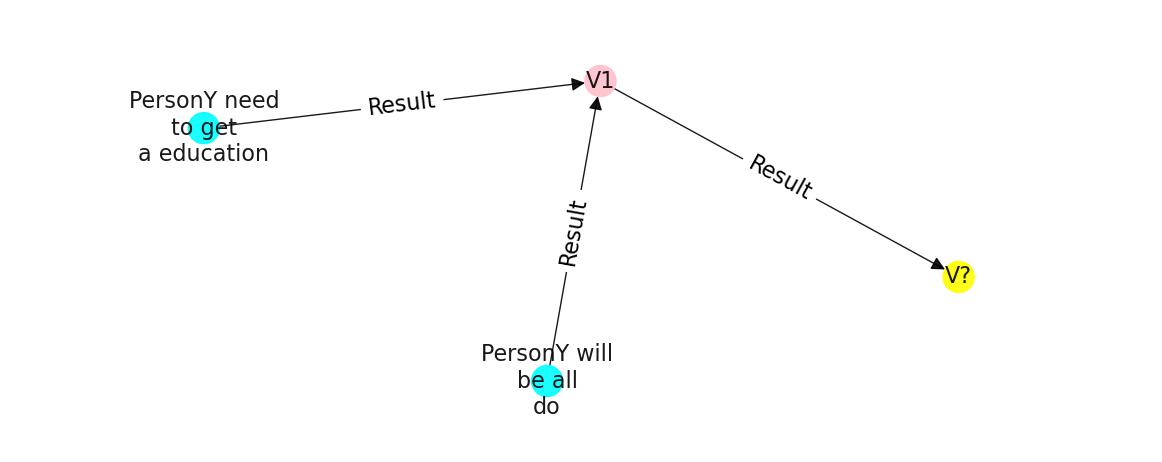 V1
PersonY need
to get
a education
Result
Result
Result
V?
PersonY will
be all
do